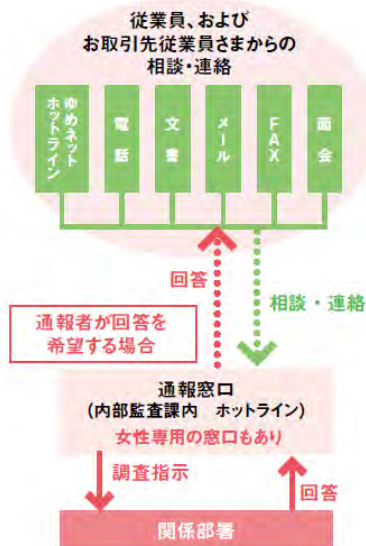 従業員、および
お取引先従業員さまからの
相談・連絡
ゆめネット
ホットライン
電話
文書
メール
FAX
面会
回答
相談・連絡
通報者が回答を
希望する場合
通報窓口
(内部監査課内　ホットライン)
女性専用の窓口もあり
調査指示
回答
関係部署